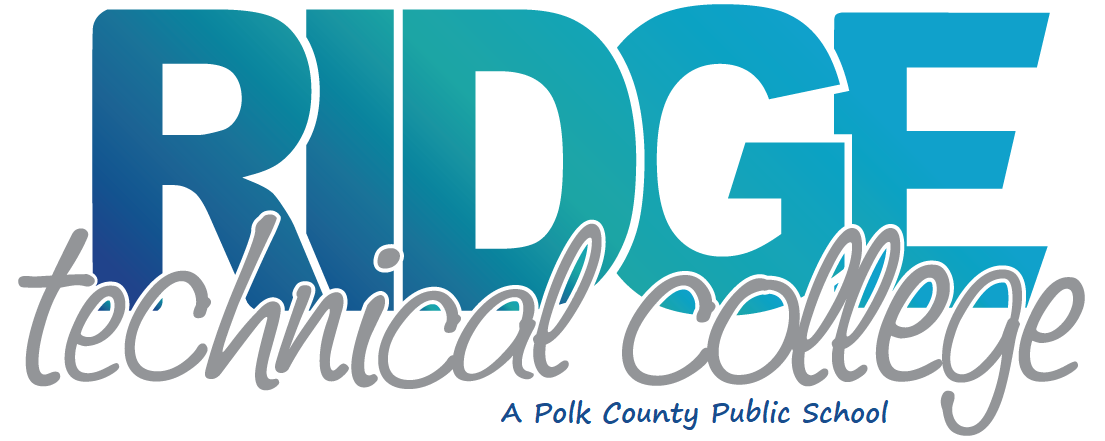 RIDGE
technical college
A Polk County Public School